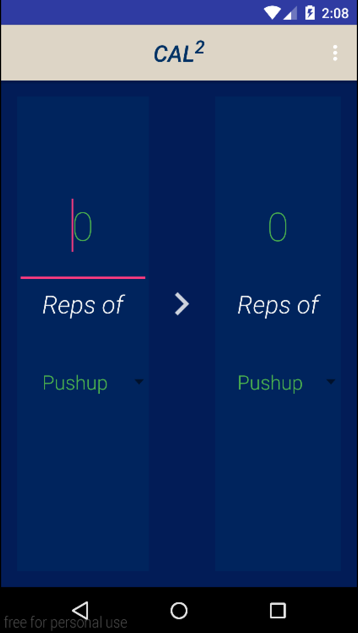 2:08
CAL²
0 0
Reps of Reps of
Pushup Pushup
free for personal use